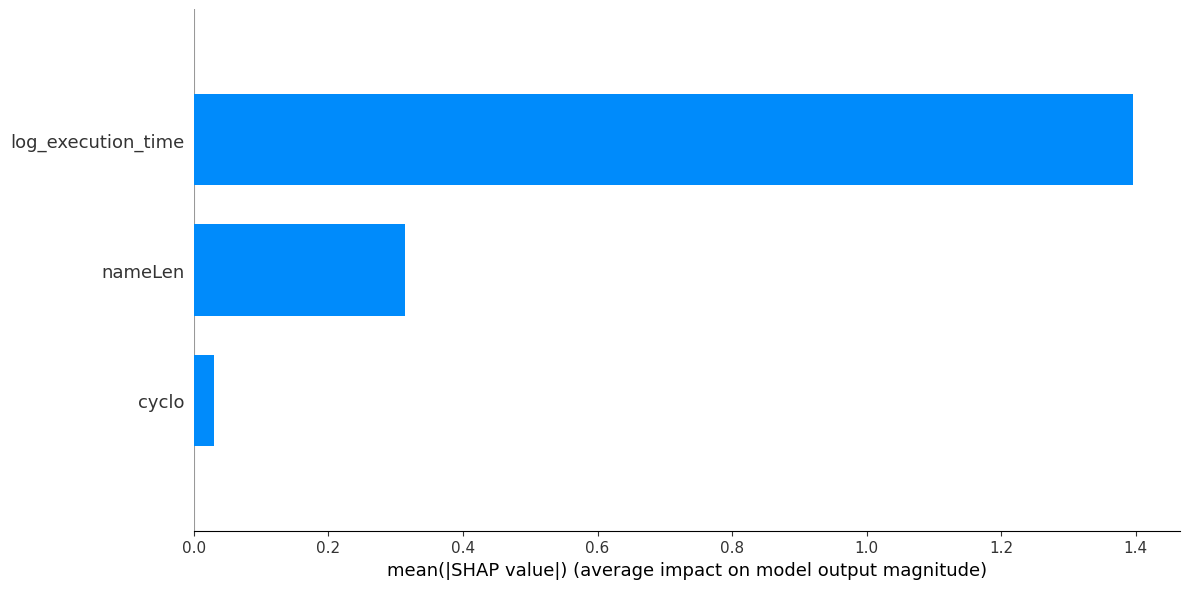 log_execution_time
nameLen
cyclo
0.0 0.2 0.4 0.6 0.8 1.0 1.2 1.4
mean(|SHAP value|) (average impact on model output magnitude)